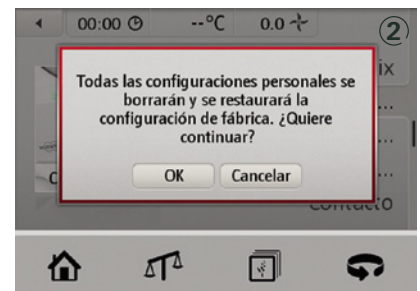 00:00 --°C 0.0
2
ix
Todas las configuraciones personales se
borrarán y se restaurará la
configuración de fábrica. ¿Quiere
continuar?
...
...
...
OK Cancelar